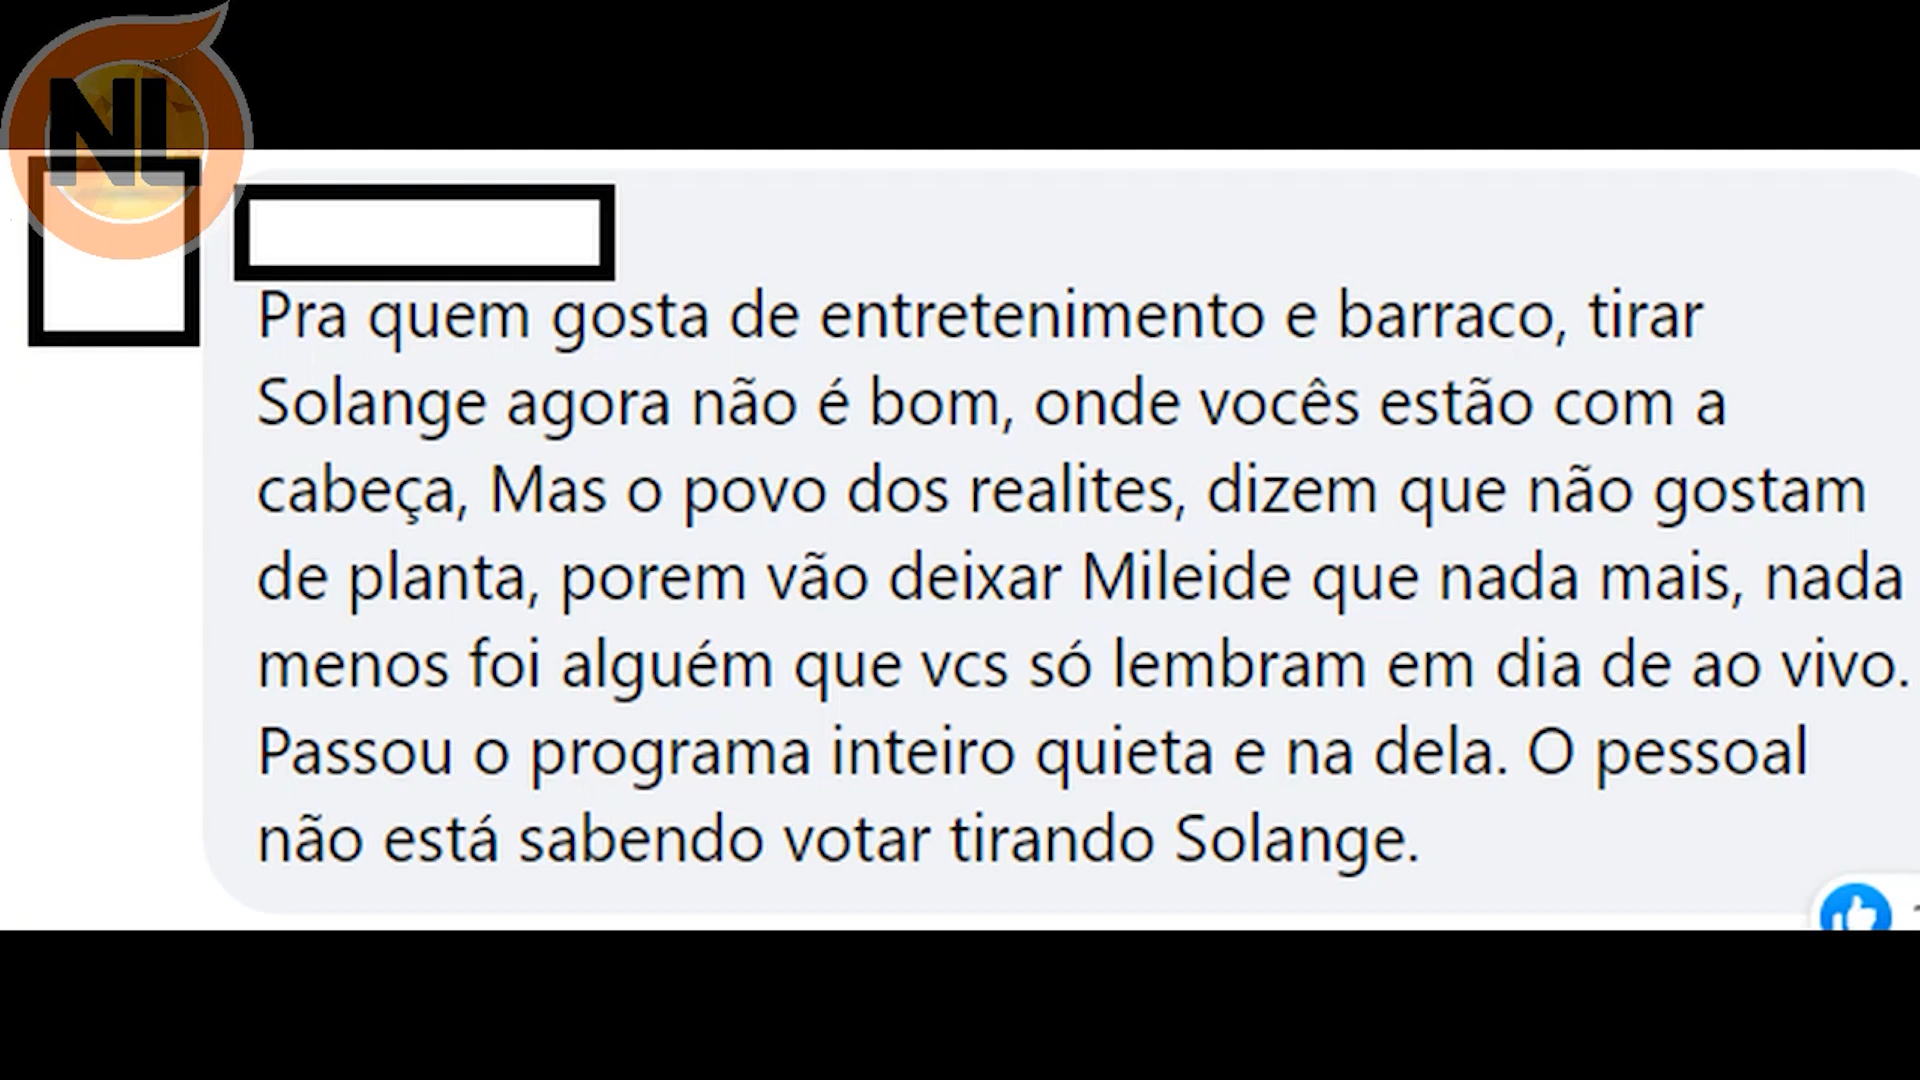 NL
Pra quem gosta de entretenimento e barraco, tirar
Solange agora não é bom, onde vocês estão com a
cabeça, Mas o povo dos realites, dizem que não gostam
de planta, porem vão deixar Mileide que nada mais, nada
menos foi alguém que vcs só lembram em dia de ao vivo.
Passou o programa inteiro quieta e na dela. O pessoal
não está sabendo votar tirando Solange.